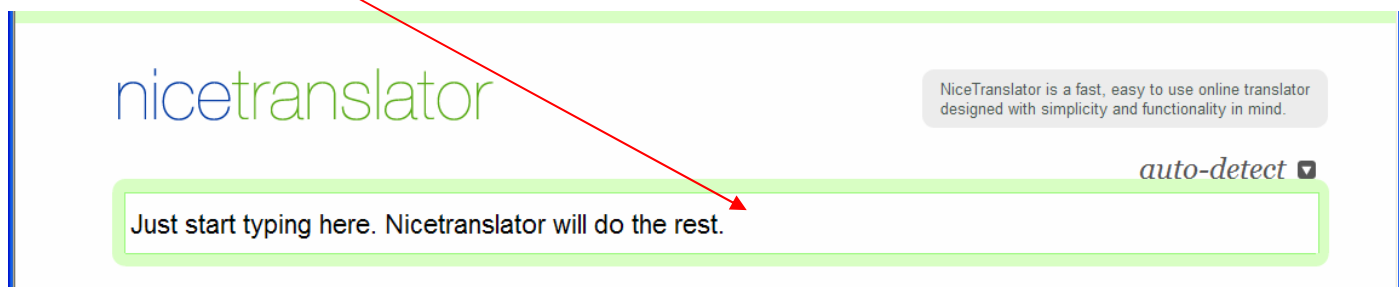 nicetranslator
NiceTranslator is a fast, easy to use online translator
designed with simplicity and functionality in mind.
auto-detect
Just start typing here. Nicetranslator will do the rest.